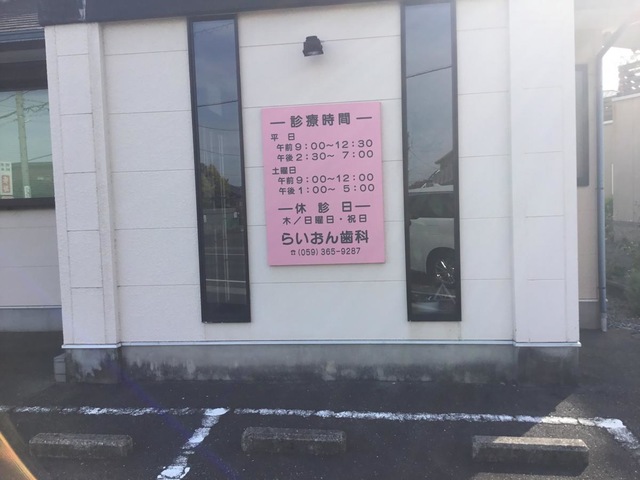 ― 診療時間 ―
平日
午前 9:00～12:30
午後 2:30～ 7:00
土曜日
午前 9:00～12:00
午後 1:00～ 5:00
― 休診日 ―
木／日曜日・祝日
らいおん歯科
☎(059)365-9287